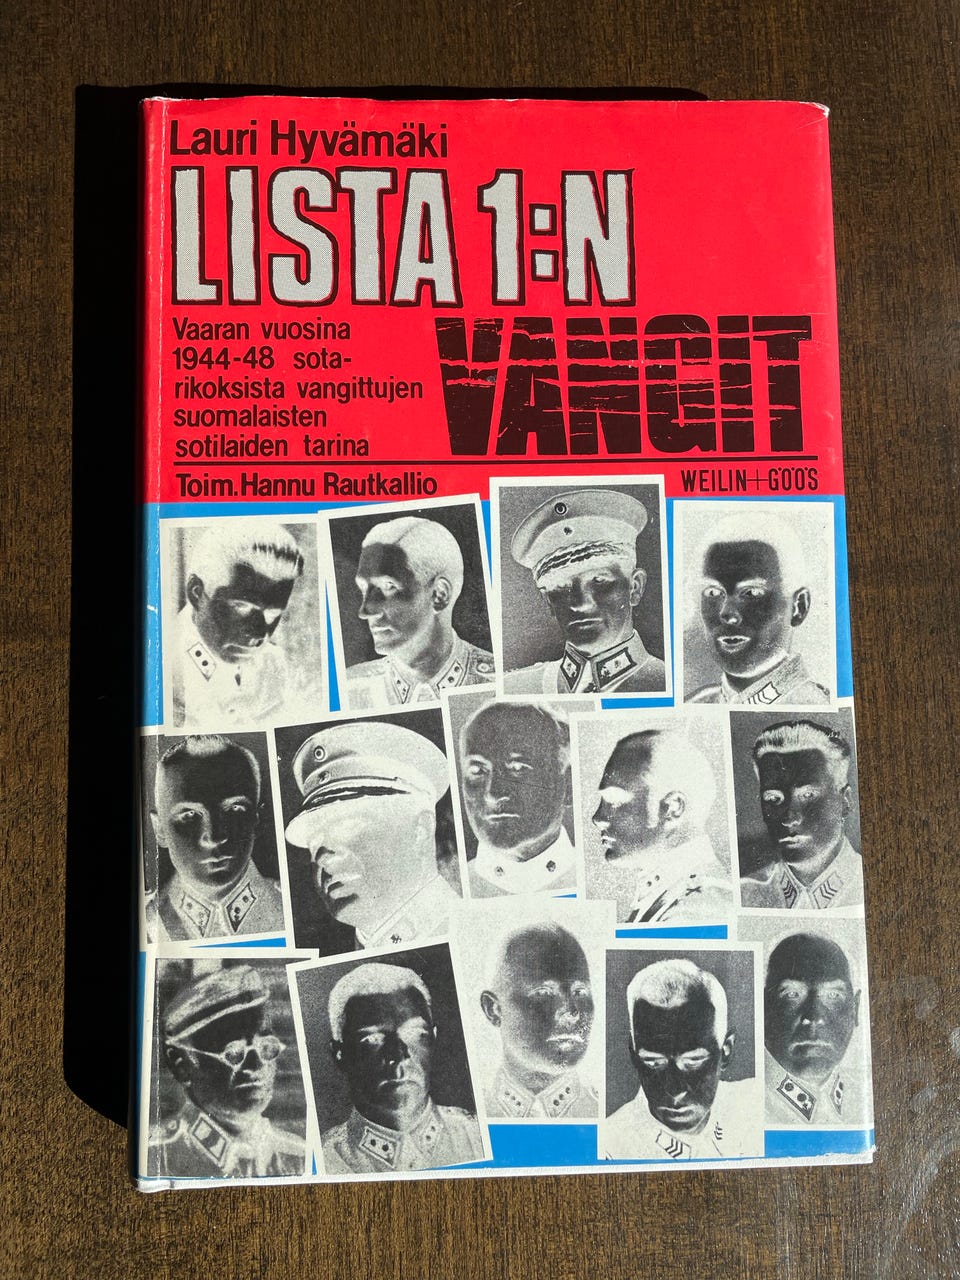 Lauri Hyvämäki
LISTA 1:N
VANGIT
Vaaran vuosina
1944-48 sota-
rikoksista vangittujen
suomalaisten
sotilaiden tarina
Toim.Hannu Rautkallio
WEILIN+GÖÖS